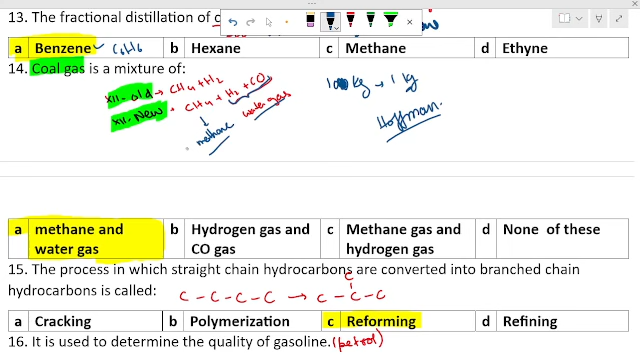 13. The fractional distillation of c
a Benzene C6H6 b Hexane c Methane d Ethyne
14. Coal gas is a mixture of:
XII-old → CH4 + H2
XII-New → CH4 + H2 + CO
methane water gas
kg → 1 kg
Hoffman
a methane and water gas b Hydrogen gas and CO gas c Methane gas and hydrogen gas d None of these
15. The process in which straight chain hydrocarbons are converted into branched chain
hydrocarbons is called: C - C - C - C → C - C - C
C
a Cracking b Polymerization c Reforming d Refining
16. It is used to determine the quality of gasoline. (petrol)